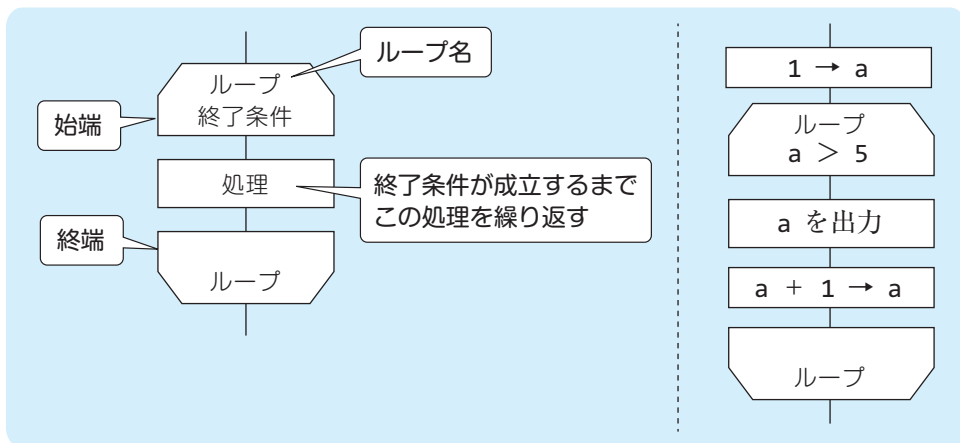 ループ名
ループ
終了条件
始端
処理
終了条件が成立するまで
この処理を繰り返す
終端
ループ
1 → a
ループ
a ＞ 5
a を出力
a ＋ 1 → a
ループ